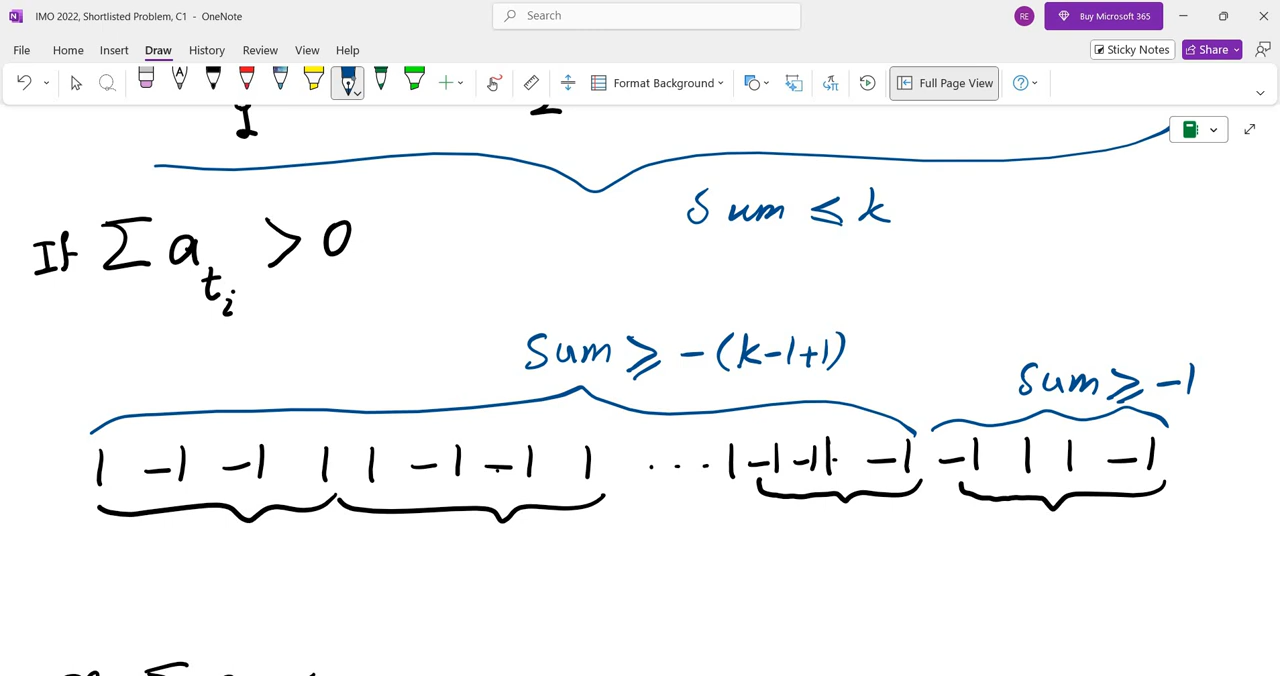 IMO 2022, Shortlisted Problem, C1 - OneNote
Search
RE
Buy Microsoft 365
File Home Insert Draw History Review View Help
Sticky Notes
Share
Format Background
Full Page View
Sum ≤ k
If Σ a_{t_i} > 0
Sum ≥ -(k-1+1)
Sum ≥ -1
1 -1 -1 1 1 -1 -1 1 ... 1 -1 -1 1 -1 -1 1 1 -1